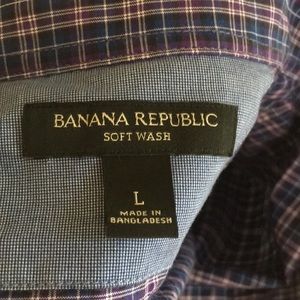 BANANA REPUBLIC
SOFT WASH
L
MADE IN
BANGLADESH